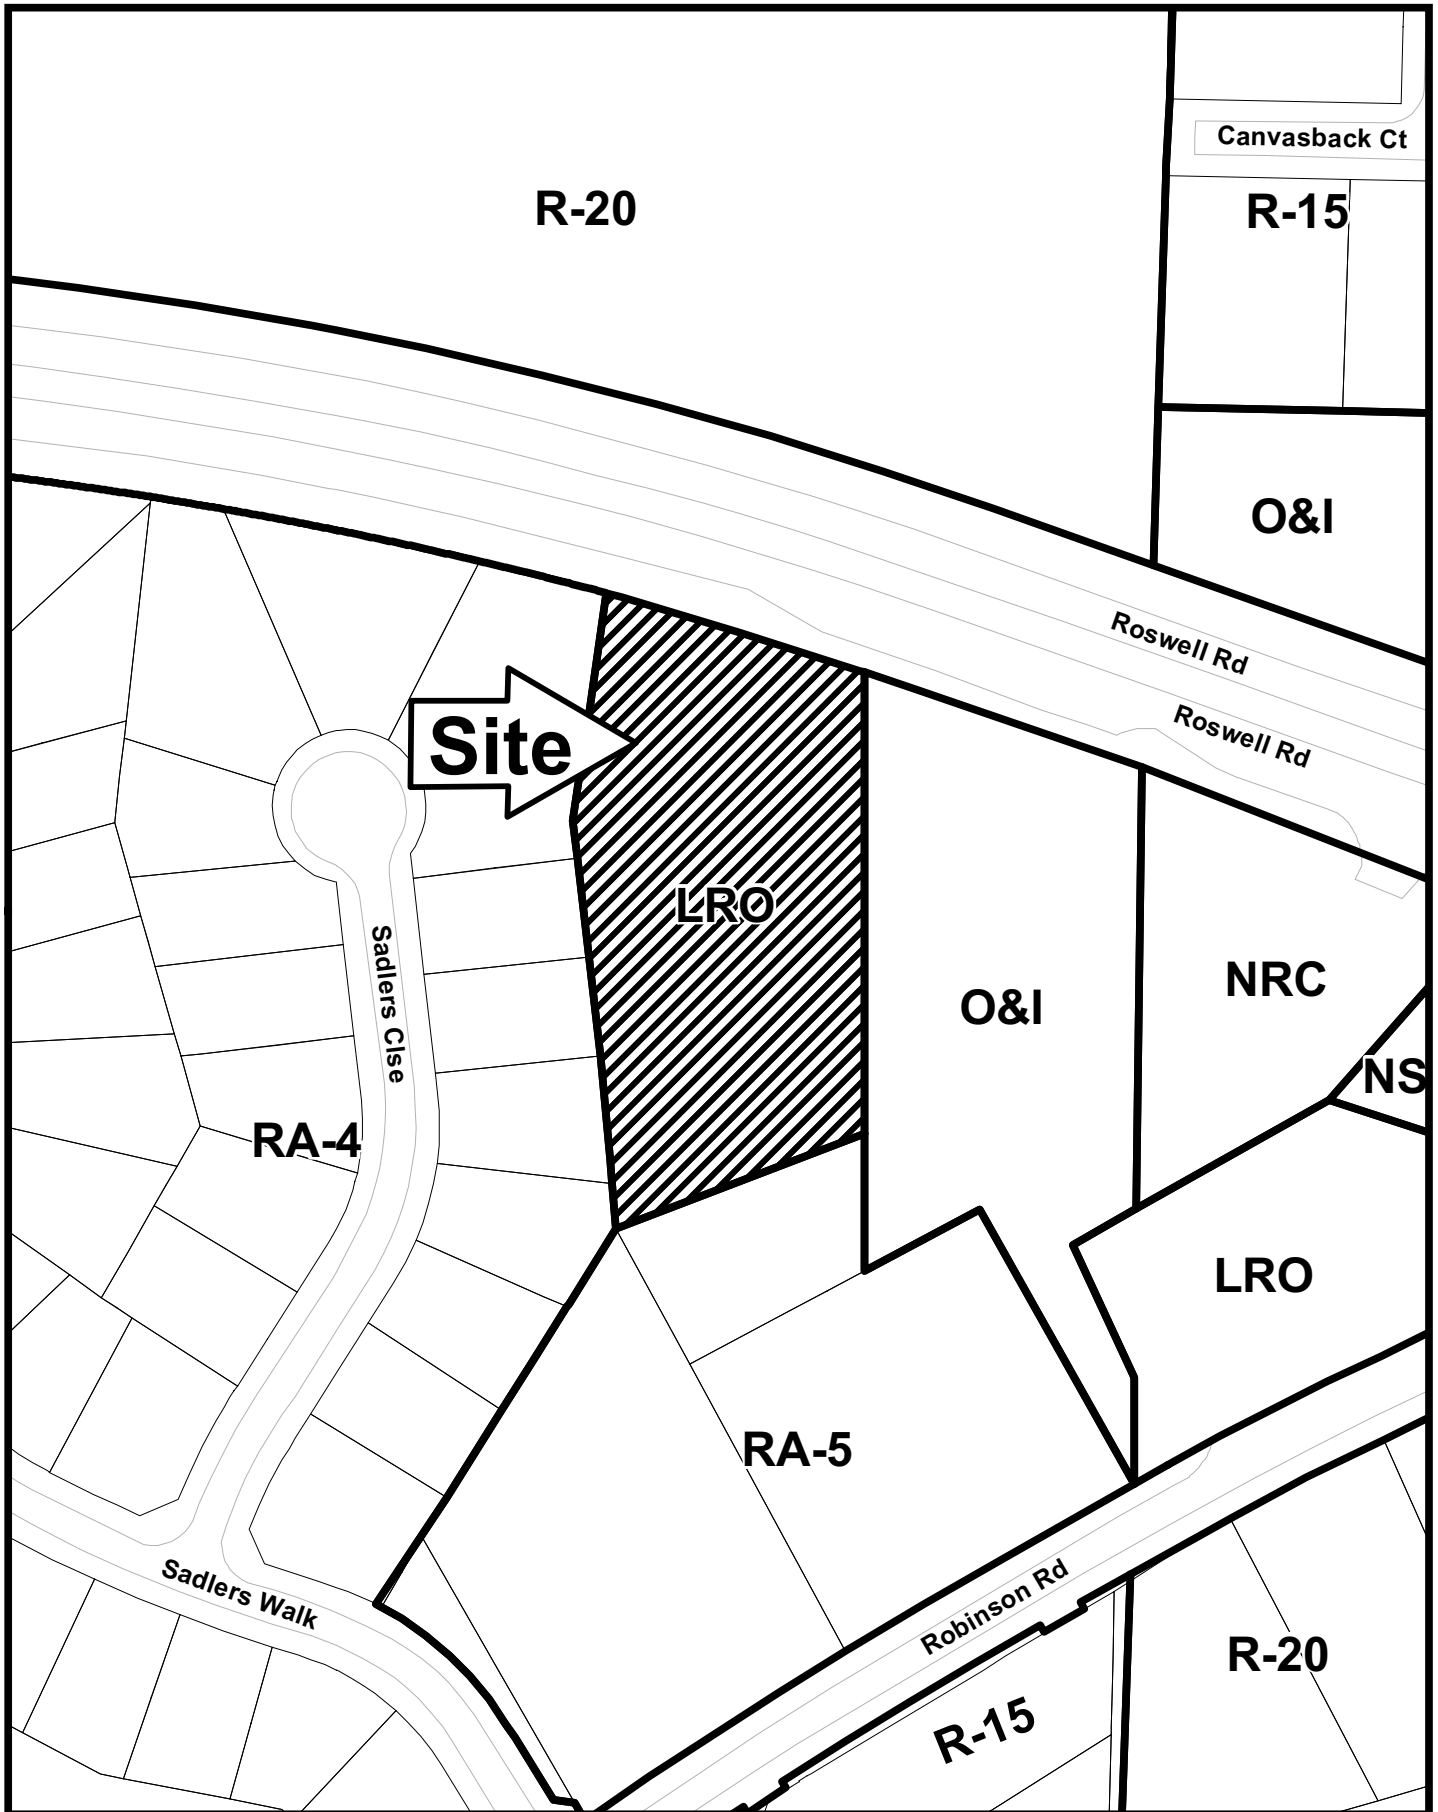 Canvasback Ct
R-20
R-15
O&I
Roswell Rd
Roswell Rd
Site
LRO
Sadlers Clse
NRC
O&I
NS
RA-4
LRO
RA-5
Sadlers Walk
Robinson Rd
R-20
R-15